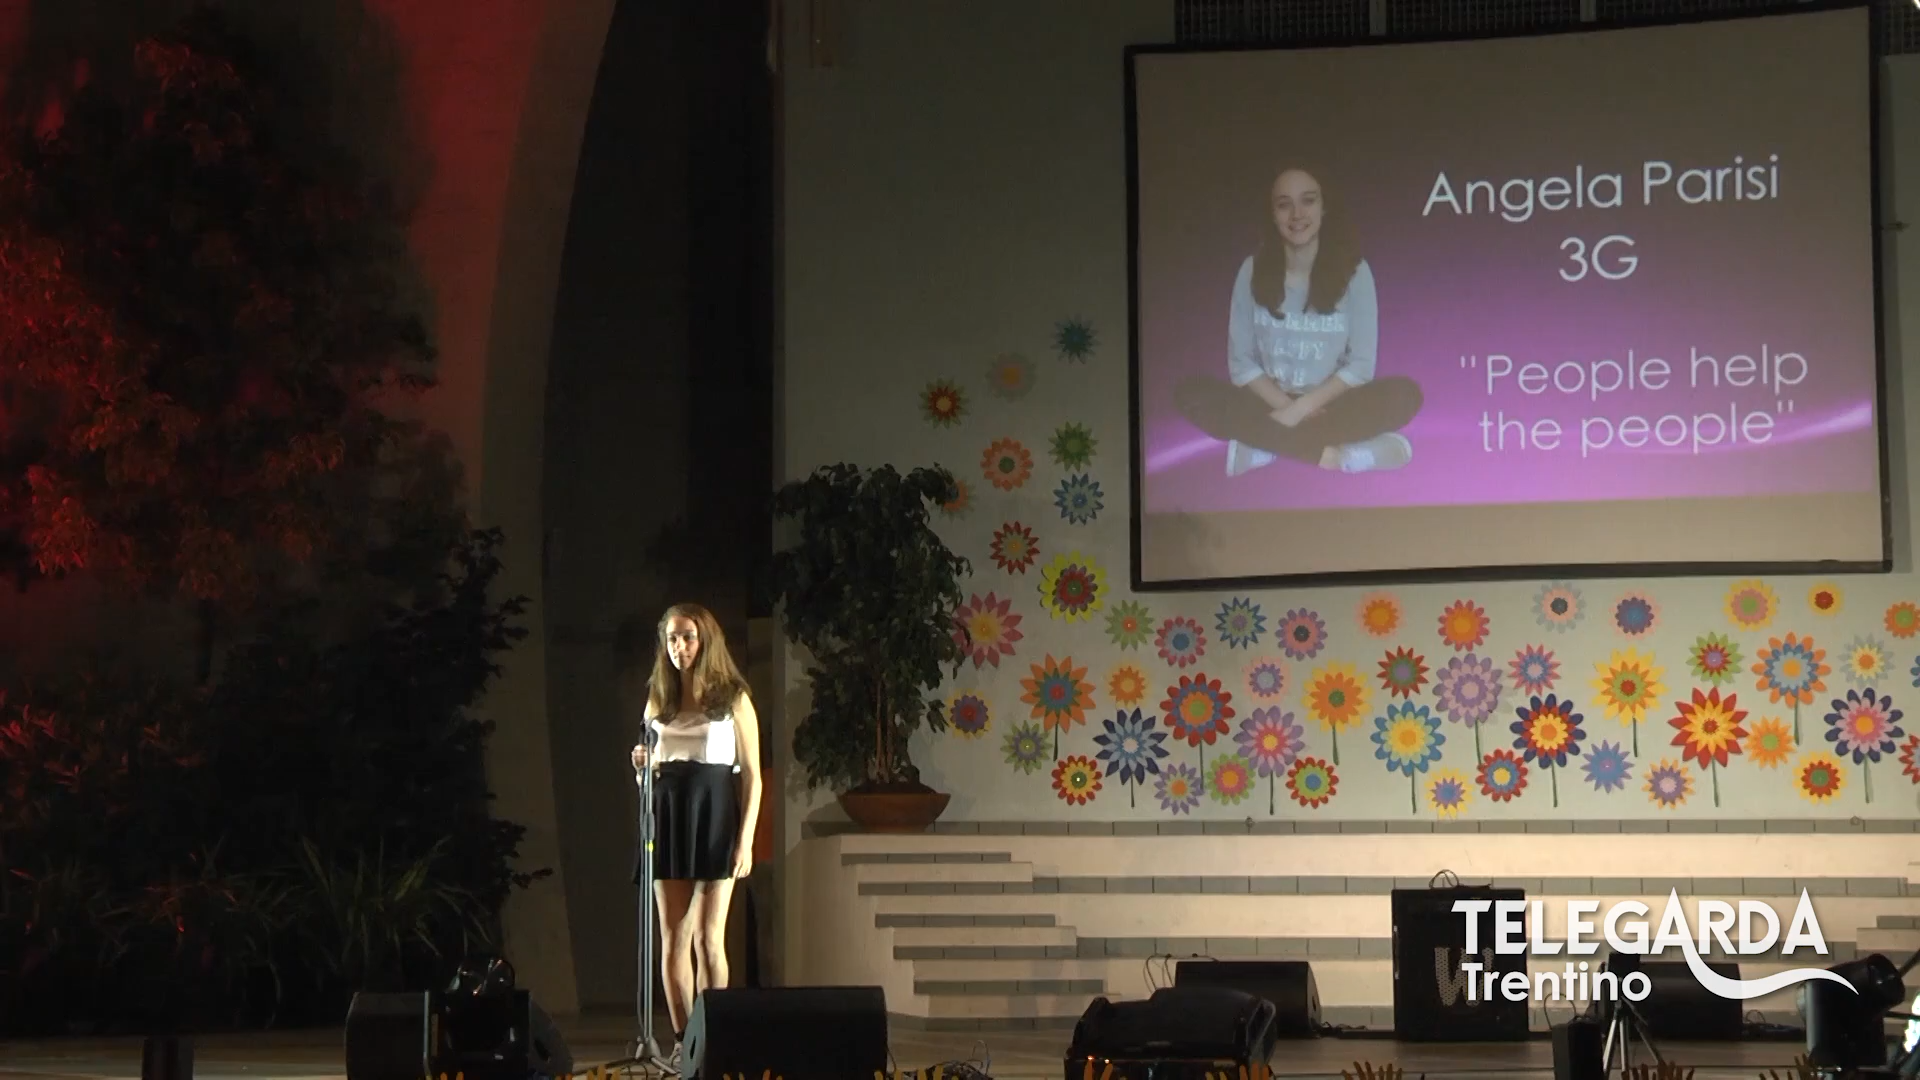 Angela Parisi
3G
"People help
the people"
TELEGARDA
Trentino